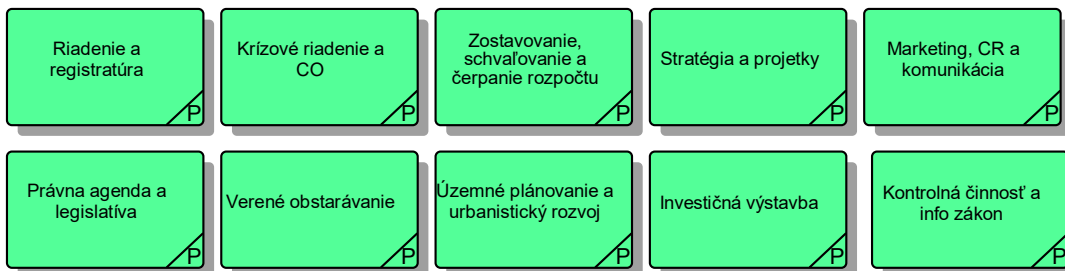 Riadenie a
registratúra
P
Krízové riadenie a
CO
P
Zostavovanie,
schvaľovanie a
čerpanie rozpočtu
P
Stratégia a projetky
P
Marketing, CR a
komunikácia
P
Právna agenda a
legislatíva
P
Verené obstarávanie
P
Územné plánovanie a
urbanistický rozvoj
P
Investičná výstavba
P
Kontrolná činnosť a
info zákon
P